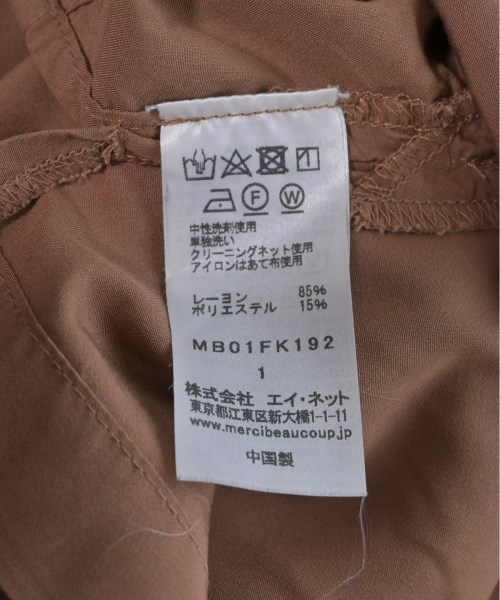 F W
中性洗剤使用
単独洗い
クリーニングネット使用
アイロンはあて布使用
レーヨン 85%
ポリエステル 15%
MB01FK192
1
株式会社 エイ・ネット
東京都江東区新大橋1-1-11
www.mercibeaucoup.jp
中国製